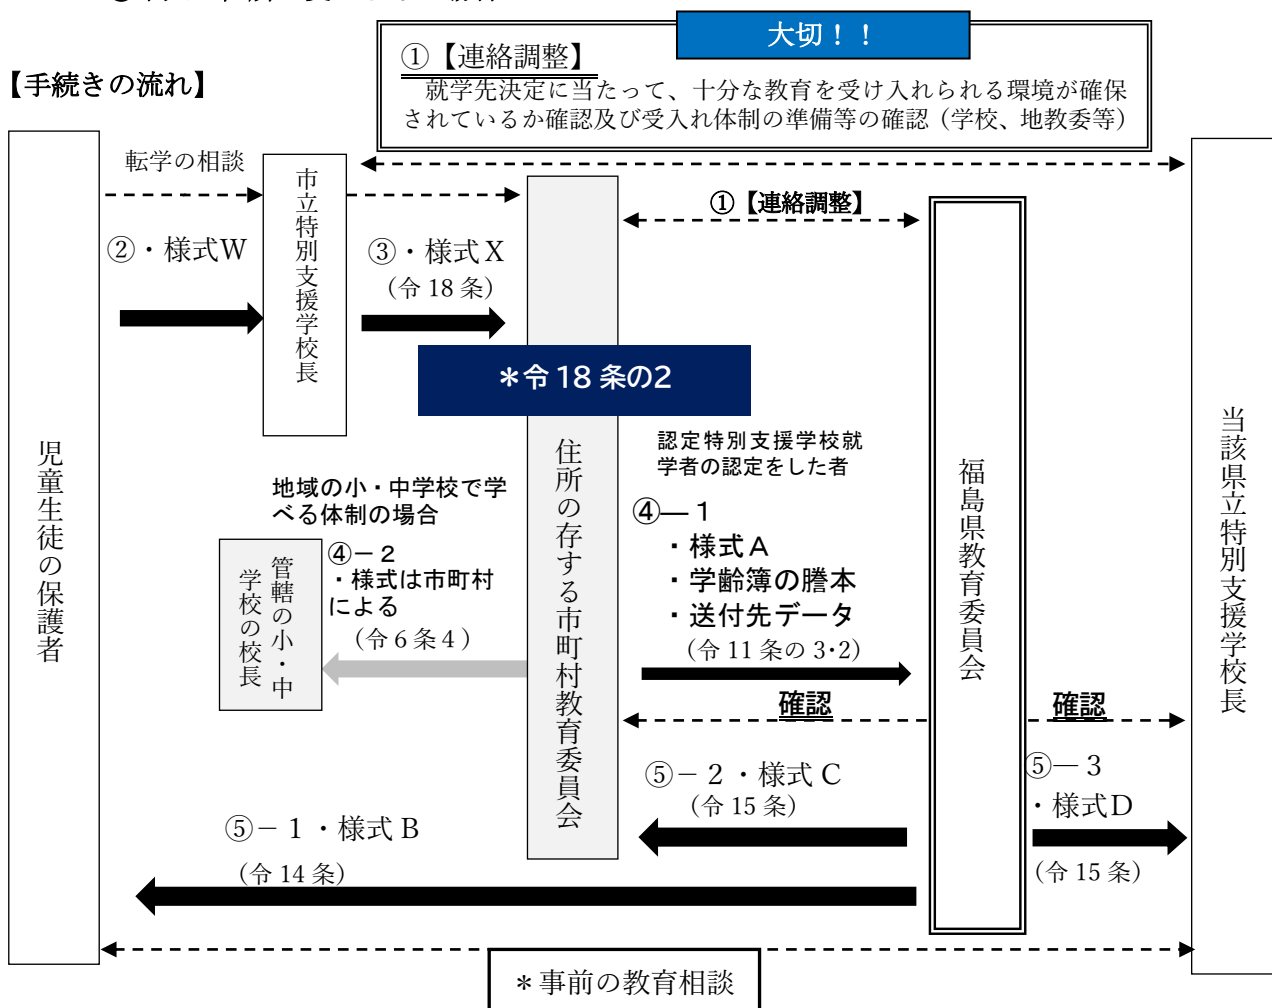 大切！！
①【連絡調整】
就学先決定に当たって、十分な教育を受け入れられる環境が確保
されているか確認及び受入れ体制の準備等の確認（学校、地教委等）
【手続きの流れ】
転学の相談
市立特別支援学校長
①【連絡調整】
②・様式W
③・様式X
（令18条）
＊令18条の2
児童生徒の保護者
住所の存する市町村教育委員会
福島県教育委員会
当該県立特別支援学校長
認定特別支援学校就
学者の認定をした者
地域の小・中学校で学
べる体制の場合
④－2
・様式は市町村
による
（令6条4）
管轄の小・中
学校の校長
④―1
・様式A
・学齢簿の謄本
・送付先データ
（令11条の3・2）
確認
確認
⑤－2・様式C
（令15条）
⑤―3
・様式D
（令15条）
⑤－1・様式B
（令14条）
＊事前の教育相談